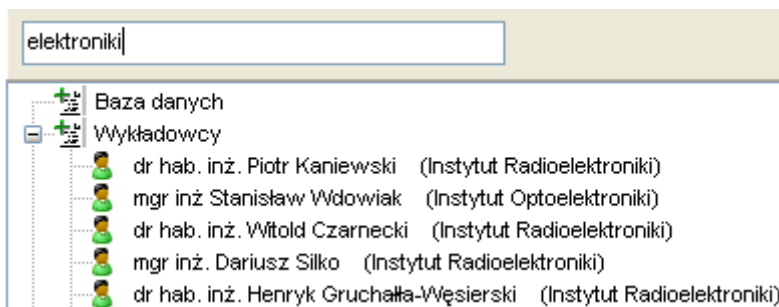 elektroniki
Baza danych
Wykładowcy
dr hab. inż. Piotr Kaniewski (Instytut Radioelektroniki)
mgr inż Stanisław Wdowiak (Instytut Optoelektroniki)
dr hab. inż. Witold Czarnecki (Instytut Radioelektroniki)
mgr inż. Dariusz Silko (Instytut Radioelektroniki)
dr hab. inż. Henryk Gruchałła-Węsierski (Instytut Radioelektroniki)